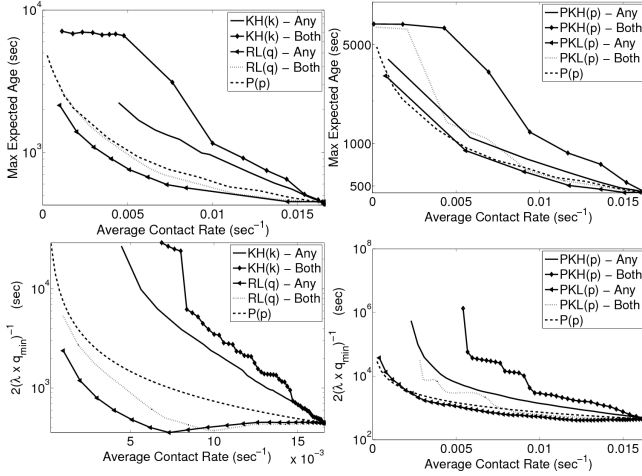 Max Expected Age (sec)
10^4
10^3
0 0.005 0.01 0.015
Average Contact Rate (sec^-1)
KH(k) − Any
KH(k) − Both
RL(q) − Any
RL(q) − Both
P(p)
Max Expected Age (sec)
5000
1000
500
0 0.005 0.01 0.015
Average Contact Rate (sec^-1)
PKH(p) − Any
PKH(p) − Both
PKL(p) − Any
PKL(p) − Both
P(p)
2(λ x q_min)^-1 (sec)
10^4
10^3
5 10 15
x 10^-3
Average Contact Rate (sec^-1)
KH(k) − Any
KH(k) − Both
RL(q) − Any
RL(q) − Both
P(p)
2(λ x q_min)^-1 (sec)
10^8
10^6
10^4
10^2
0 0.005 0.01 0.015
Average Contact Rate (sec^-1)
PKH(p) − Any
PKH(p) − Both
PKL(p) − Any
PKL(p) − Both
P(p)